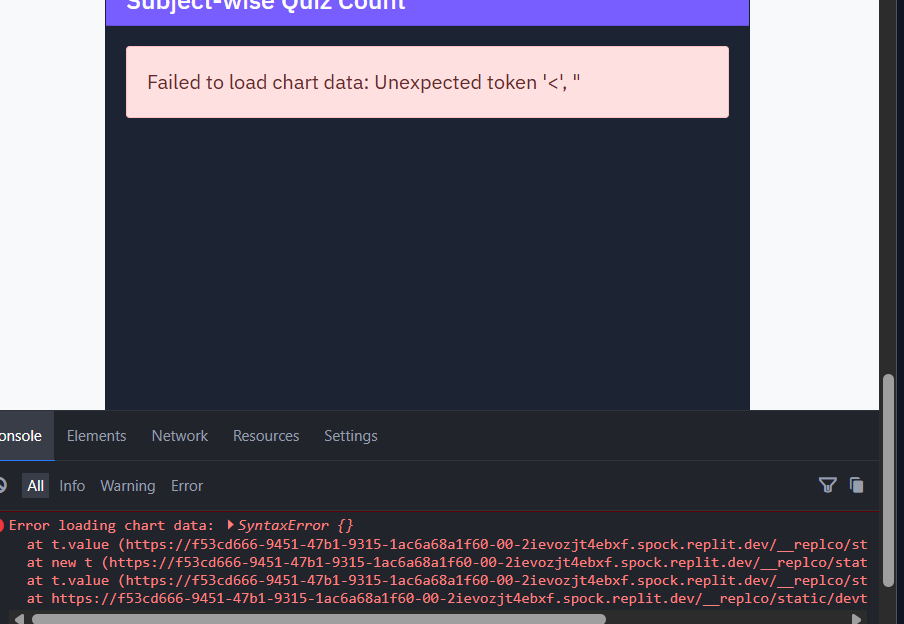 Subject-wise Quiz Count
Failed to load chart data: Unexpected token '<', "
onsole Elements Network Resources Settings
All Info Warning Error
Error loading chart data: SyntaxError {}
at t.value (https://f53cd666-9451-47b1-9315-1ac6a68a1f60-00-2ievozjt4ebxf.spock.replit.dev/__replco/st
at new t (https://f53cd666-9451-47b1-9315-1ac6a68a1f60-00-2ievozjt4ebxf.spock.replit.dev/__replco/stat
at t.value (https://f53cd666-9451-47b1-9315-1ac6a68a1f60-00-2ievozjt4ebxf.spock.replit.dev/__replco/st
at https://f53cd666-9451-47b1-9315-1ac6a68a1f60-00-2ievozjt4ebxf.spock.replit.dev/__replco/static/devt